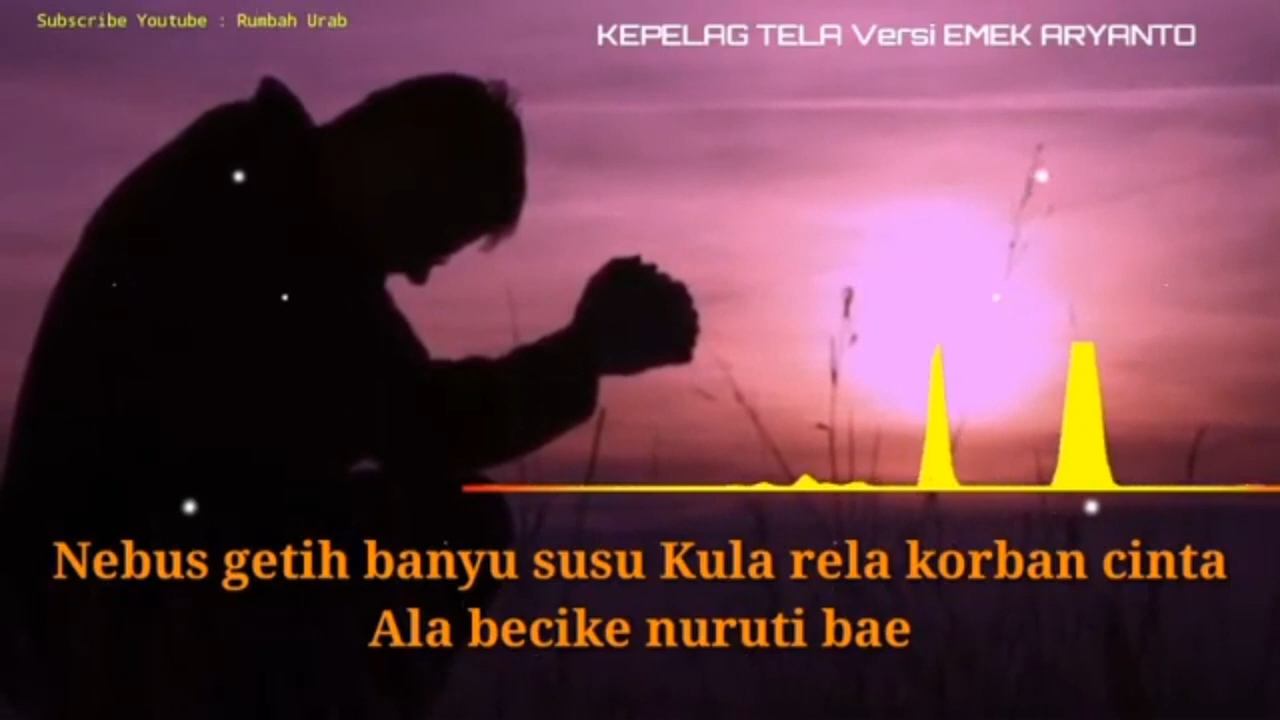 Subscribe Youtube : Rumbah Urab
KEPELAG TELA Versi EMEK ARYANTO
Nebus getih banyu susu Kula rela korban cinta
Ala becike nuruti bae